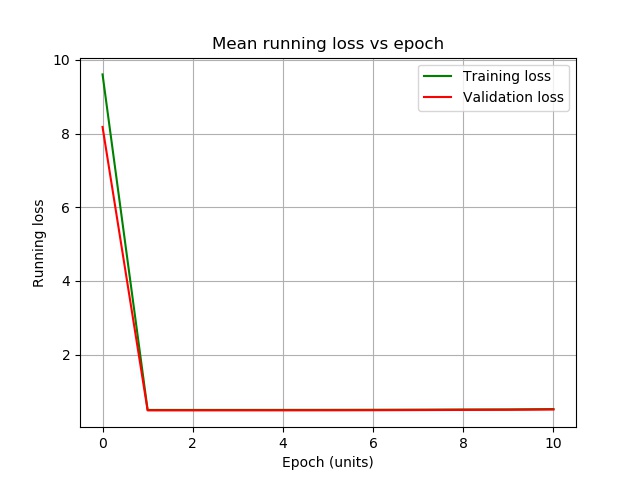 Mean running loss vs epoch
10
Training loss
Validation loss
8
6
4
2
Running loss
0 2 4 6 8 10
Epoch (units)